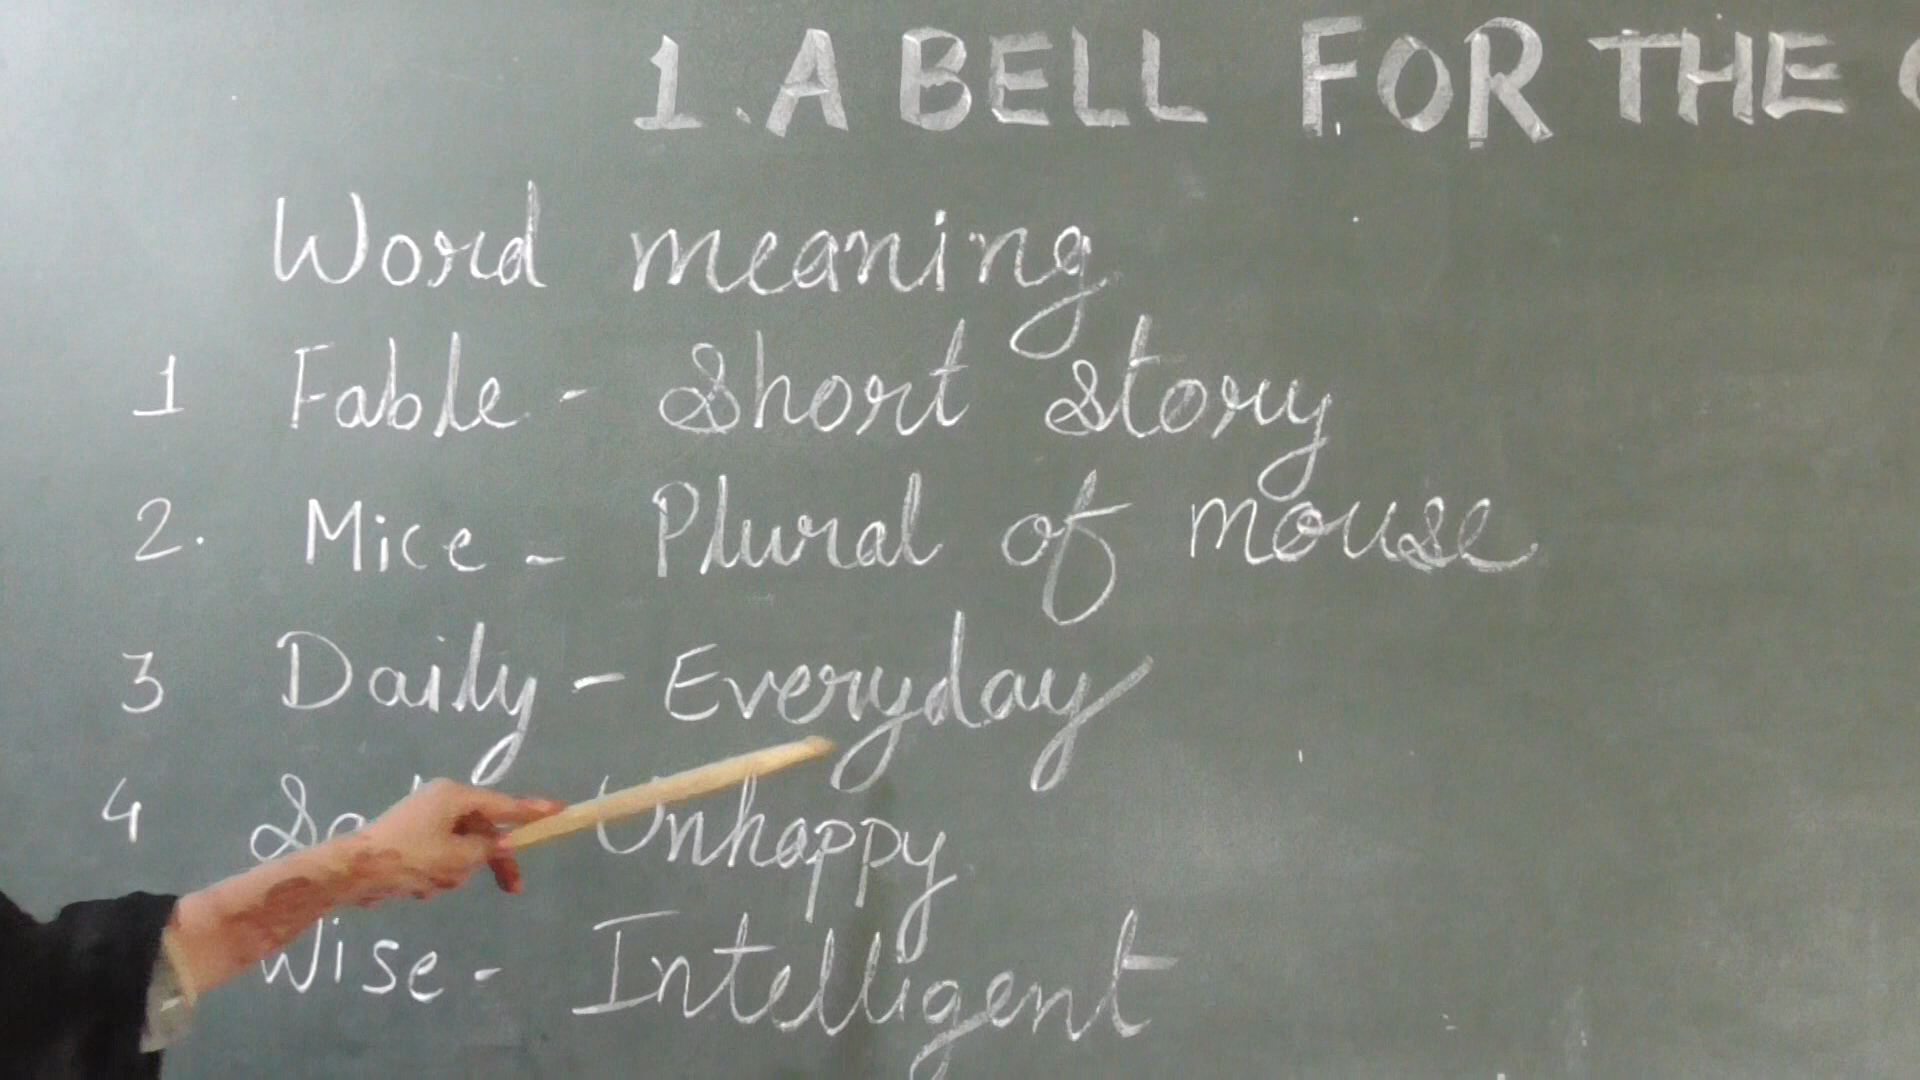 1. A BELL FOR THE
Word meaning
1 Fable - Short story
2. Mice - Plural of mouse
3 Daily - Everyday
4 Unhappy
Wise - Intelligent